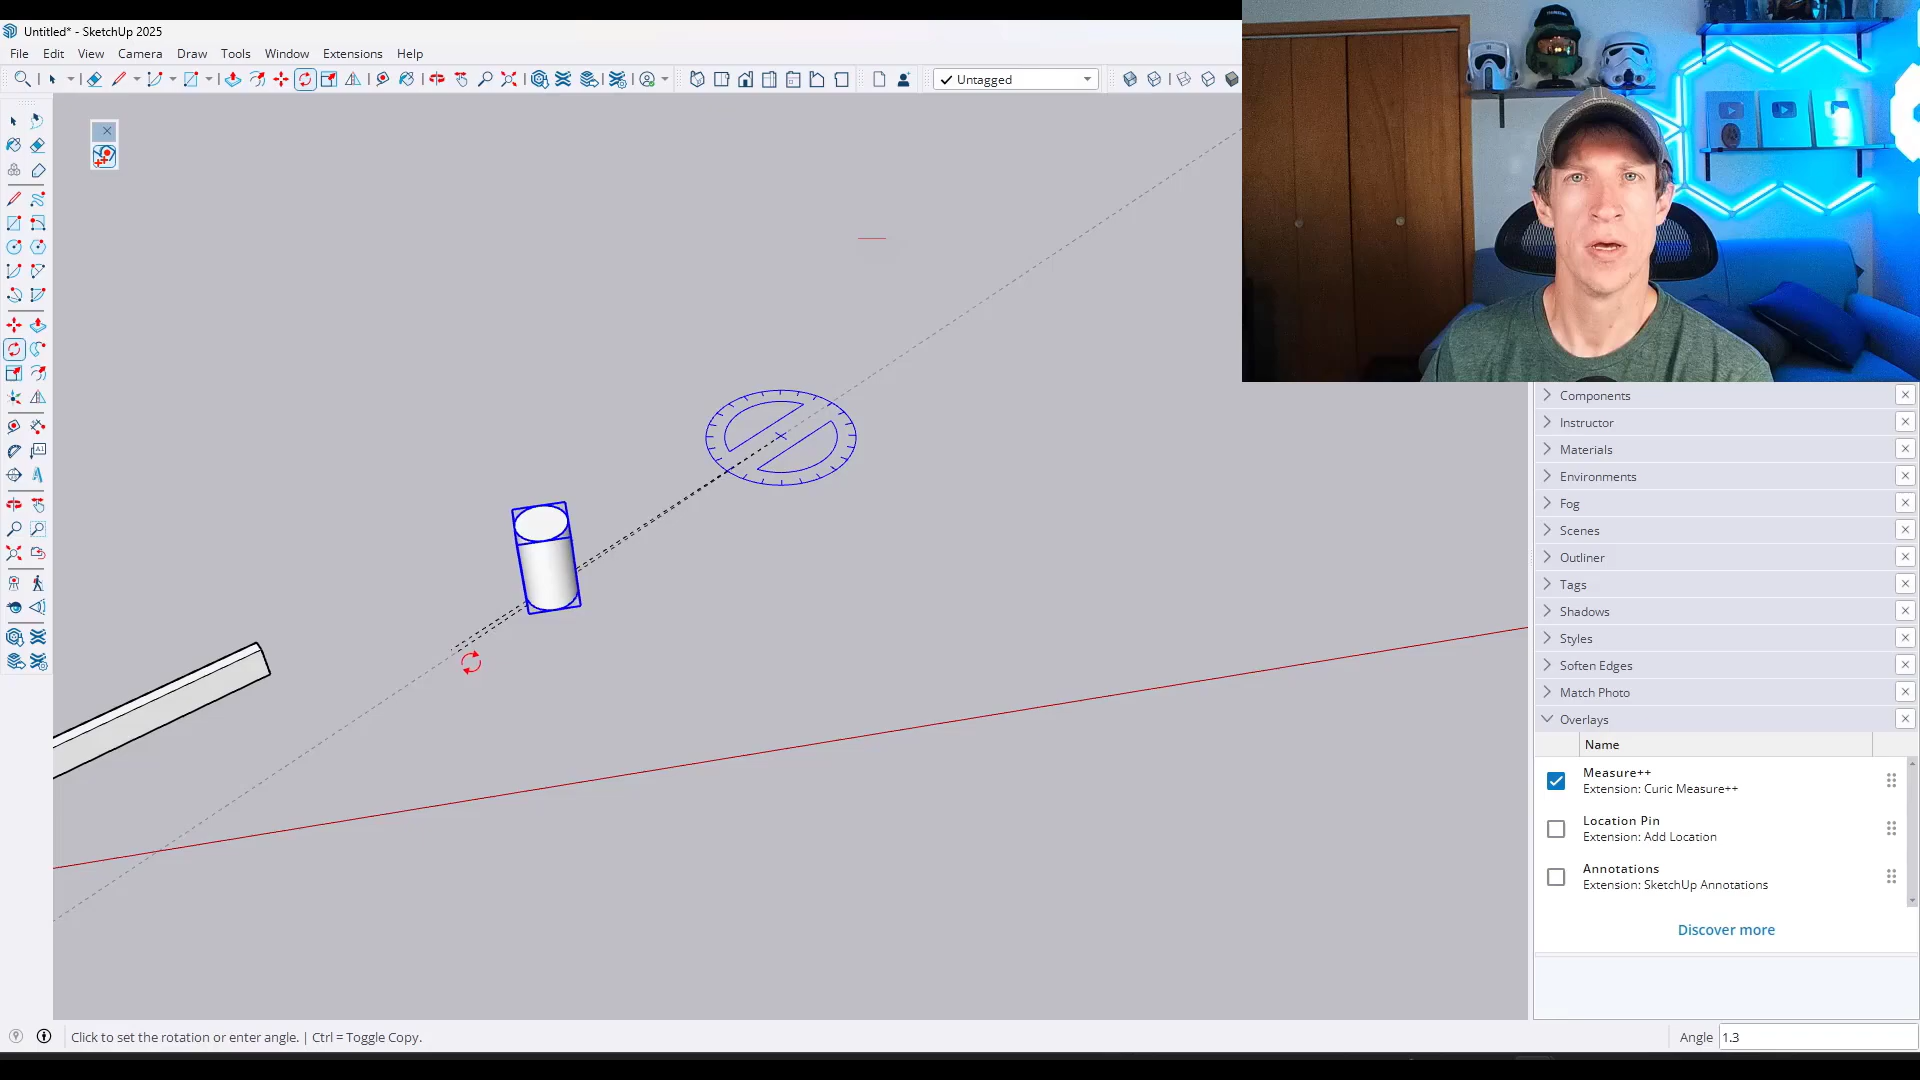 Untitled* - SketchUp 2025
File Edit View Camera Draw Tools Window Extensions Help
Untagged
Components
Instructor
Materials
Environments
Fog
Scenes
Outliner
Tags
Shadows
Styles
Soften Edges
Match Photo
Overlays
Name
Measure++
Extension: Curic Measure++
Location Pin
Extension: Add Location
Annotations
Extension: SketchUp Annotations
Discover more
Click to set the rotation or enter angle. | Ctrl = Toggle Copy.
Angle 1.3